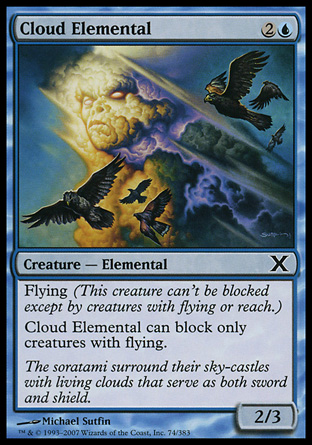 Cloud Elemental 2
Creature — Elemental X
Flying (This creature can't be blocked
except by creatures with flying or reach.)
Cloud Elemental can block only
creatures with flying.
The soratami surround their sky-castles
with living clouds that serve as both sword
and shield.
Michael Sutfin
™ & © 1993–2007 Wizards of the Coast, Inc. 74/383
2/3